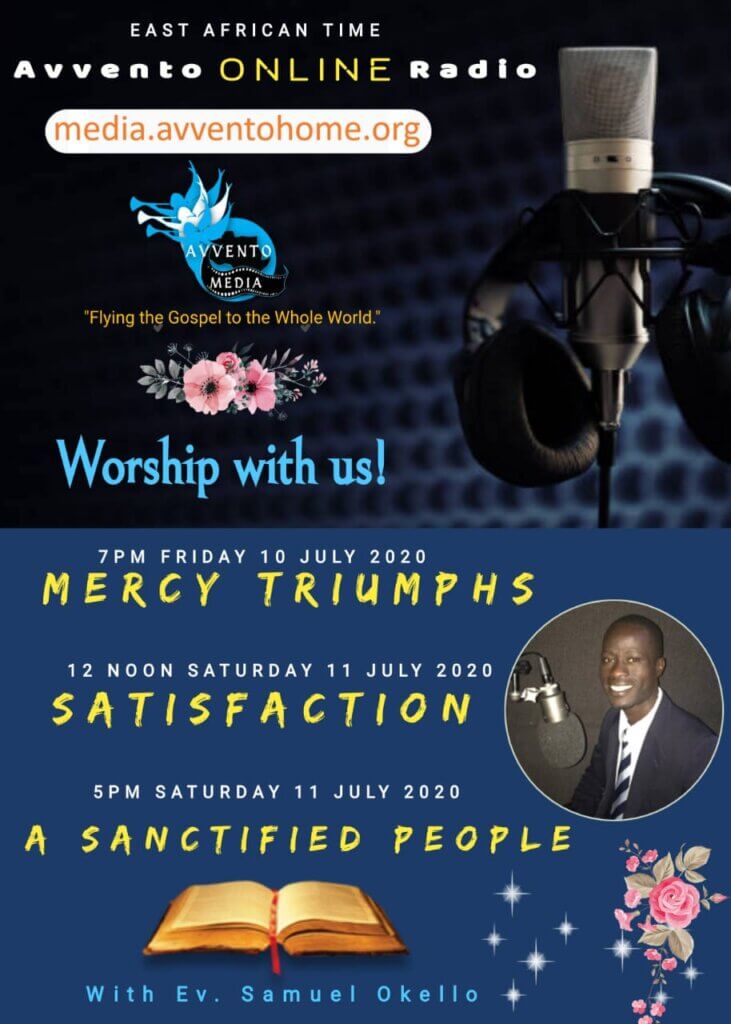 EAST AFRICAN TIME
Avvento ONLINE Radio
media.avventohome.org
AVVENTO
MEDIA
"Flying the Gospel to the Whole World."
Worship with us!
7PM FRIDAY 10 JULY 2020
MERCY TRIUMPHS
12 NOON SATURDAY 11 JULY 2020
SATISFACTION
5PM SATURDAY 11 JULY 2020
A SANCTIFIED PEOPLE
With Ev. Samuel Okello